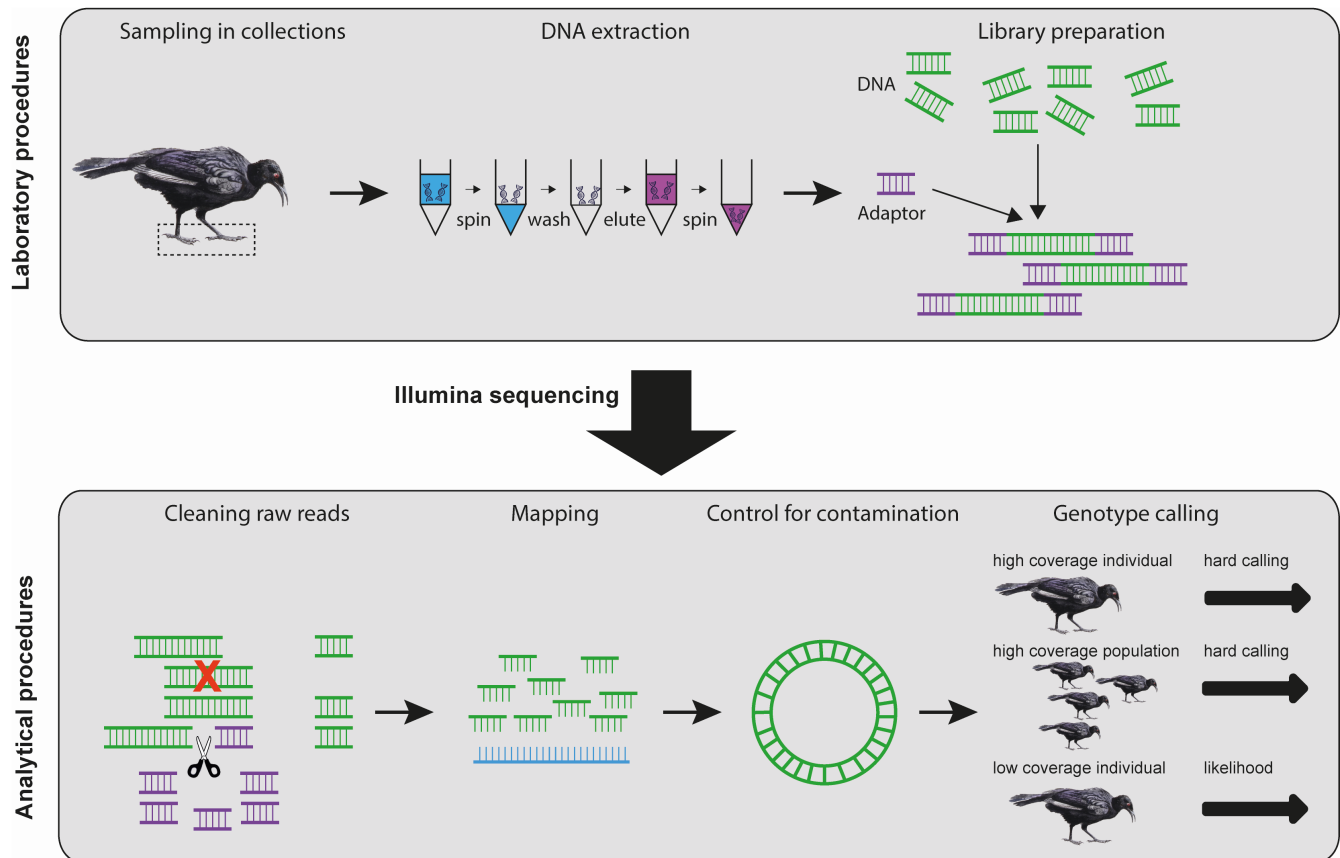 Laboratory procedures
Sampling in collections
DNA extraction
Library preparation
DNA
Adaptor
spin
wash
elute
spin
Illumina sequencing
Analytical procedures
Cleaning raw reads
Mapping
Control for contamination
Genotype calling
high coverage individual
hard calling
high coverage population
hard calling
low coverage individual
likelihood
X